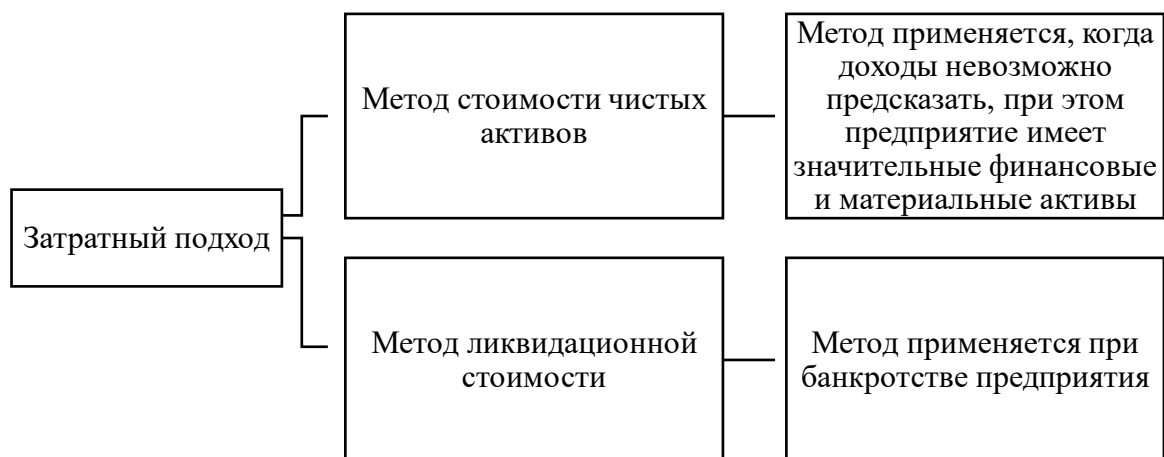 Затратный подход
Метод стоимости чистых
активов
Метод применяется, когда
доходы невозможно
предсказать, при этом
предприятие имеет
значительные финансовые
и материальные активы
Метод ликвидационной
стоимости
Метод применяется при
банкротстве предприятия